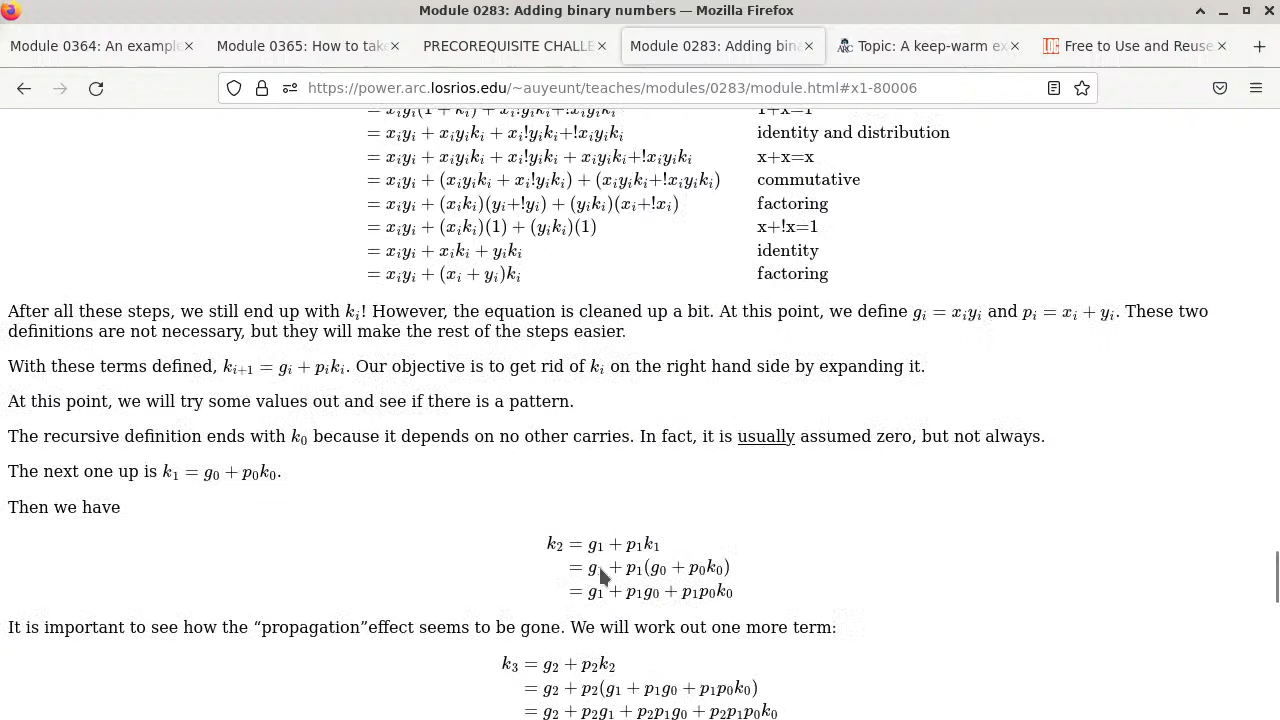 Module 0283: Adding binary numbers — Mozilla Firefox
Module 0364: An example
Module 0365: How to take
PRECOREQUISITE CHALLE
Module 0283: Adding bina
Topic: A keep-warm ex
Free to Use and Reuse
https://power.arc.losrios.edu/~auyeunt/teaches/modules/0283/module.html#x1-80006
= xᵢyᵢ(1 + kᵢ) + xᵢ!yᵢkᵢ+!xᵢyᵢkᵢ 1+x=1
= xᵢyᵢ + xᵢyᵢkᵢ + xᵢ!yᵢkᵢ+!xᵢyᵢkᵢ identity and distribution
= xᵢyᵢ + xᵢyᵢkᵢ + xᵢ!yᵢkᵢ + xᵢyᵢkᵢ+!xᵢyᵢkᵢ x+x=x
= xᵢyᵢ + (xᵢyᵢkᵢ + xᵢ!yᵢkᵢ) + (xᵢyᵢkᵢ+!xᵢyᵢkᵢ) commutative
= xᵢyᵢ + (xᵢkᵢ)(yᵢ+!yᵢ) + (yᵢkᵢ)(xᵢ+!xᵢ) factoring
= xᵢyᵢ + (xᵢkᵢ)(1) + (yᵢkᵢ)(1) x+!x=1
= xᵢyᵢ + xᵢkᵢ + yᵢkᵢ identity
= xᵢyᵢ + (xᵢ + yᵢ)kᵢ factoring
After all these steps, we still end up with kᵢ! However, the equation is cleaned up a bit. At this point, we define gᵢ = xᵢyᵢ and pᵢ = xᵢ + yᵢ. These two
definitions are not necessary, but they will make the rest of the steps easier.
With these terms defined, kᵢ₊₁ = gᵢ + pᵢkᵢ. Our objective is to get rid of kᵢ on the right hand side by expanding it.
At this point, we will try some values out and see if there is a pattern.
The recursive definition ends with k₀ because it depends on no other carries. In fact, it is usually assumed zero, but not always.
The next one up is k₁ = g₀ + p₀k₀.
Then we have
k₂ = g₁ + p₁k₁
= g₁ + p₁(g₀ + p₀k₀)
= g₁ + p₁g₀ + p₁p₀k₀
It is important to see how the “propagation”effect seems to be gone. We will work out one more term:
k₃ = g₂ + p₂k₂
= g₂ + p₂(g₁ + p₁g₀ + p₁p₀k₀)
= g₂ + p₂g₁ + p₂p₁g₀ + p₂p₁p₀k₀